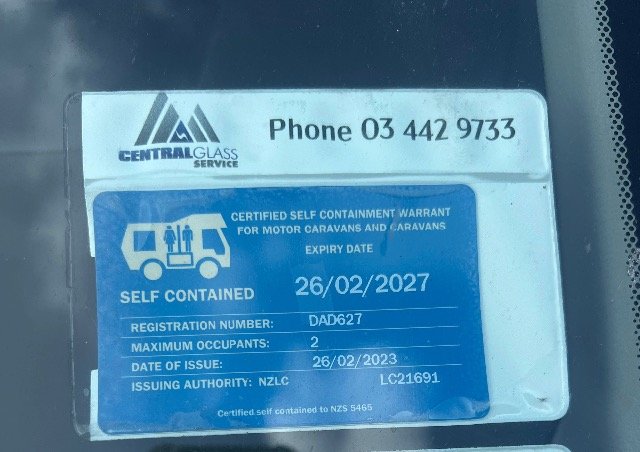 Phone 03 442 9733
CENTRALGLASS
SERVICE
CERTIFIED SELF CONTAINMENT WARRANT
FOR MOTOR CARAVANS AND CARAVANS
EXPIRY DATE
SELF CONTAINED
26/02/2027
REGISTRATION NUMBER: DAD627
MAXIMUM OCCUPANTS: 2
DATE OF ISSUE: 26/02/2023
ISSUING AUTHORITY: NZLC LC21691
Certified self contained to NZS 5465